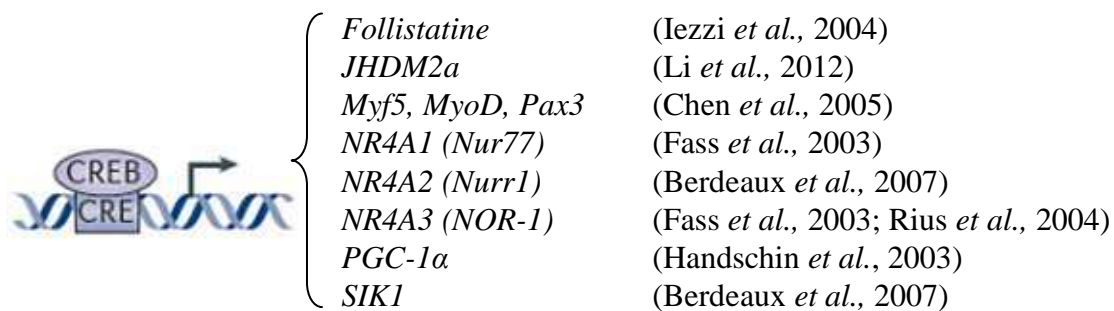 Follistatine (Iezzi et al., 2004)
JHDM2a (Li et al., 2012)
Myf5, MyoD, Pax3 (Chen et al., 2005)
NR4A1 (Nur77) (Fass et al., 2003)
CREB
NR4A2 (Nurr1) (Berdeaux et al., 2007)
CRE
NR4A3 (NOR-1) (Fass et al., 2003; Rius et al., 2004)
PGC-1α (Handschin et al., 2003)
SIK1 (Berdeaux et al., 2007)